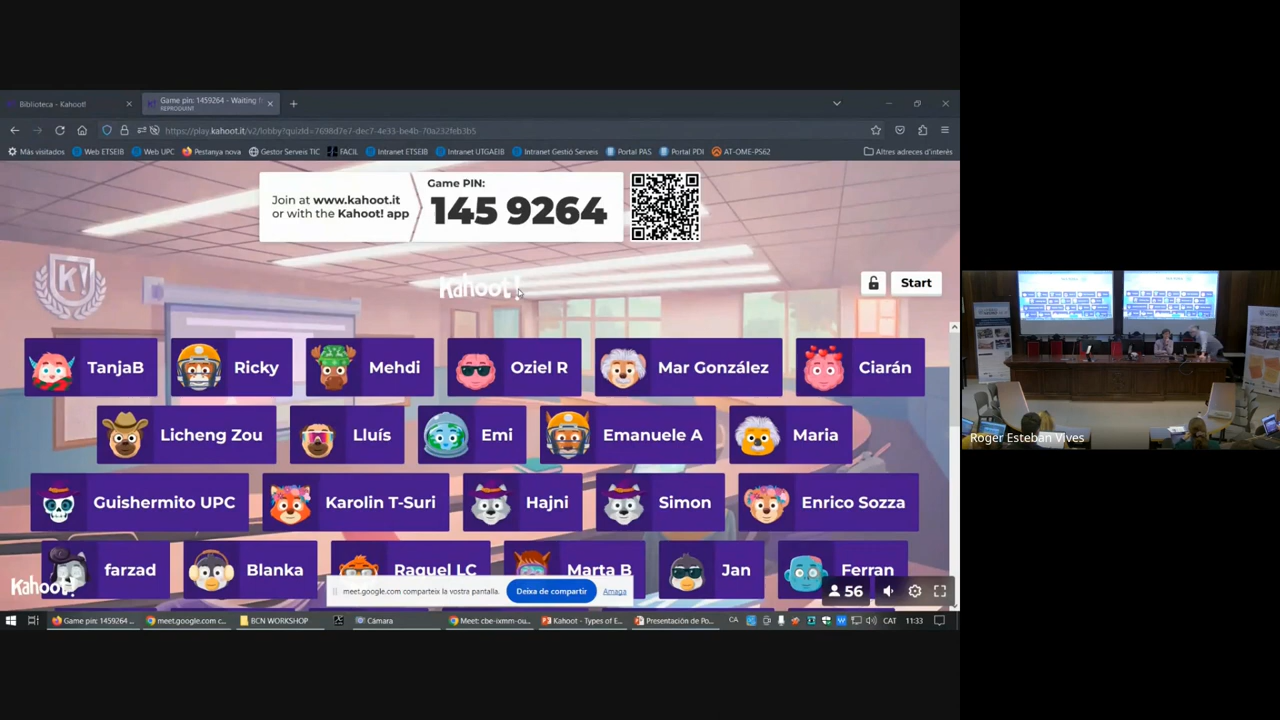 Biblioteca - Kahoot!
Game pin: 1459264 - Waiting f
REPRODUINT
https://play.kahoot.it/v2/lobby?quizId=7698d7e7-dec7-4e33-be4b-70a232feb3b5
Más visitados Web ETSEIB Web UPC Pestanya nova Gestor Serveis TIC FACIL Intranet ETSEIB Intranet UTGAEIB Intranet Gestió Serveis Portal PAS Portal PDI AT-OME-PS62 Altres adreces d'interès
Join at www.kahoot.it
or with the Kahoot! app
Game PIN:
145 9264
K!
Kahoot!
Start
TanjaB Ricky Mehdi Oziel R Mar González Ciarán
Licheng Zou Lluís Emi Emanuele A Maria
Guishermito UPC Karolin T-Suri Hajni Simon Enrico Sozza
farzad Blanka Raquel LC Marta B Jan Ferran
Kahoot!
meet.google.com comparteix la vostra pantalla. Deixa de compartir Amaga
56
Game pin: 1459264 ... meet.google.com c... BCN WORKSHOP Càmara Meet: cbe-ixmm-ou... Kahoot - Types of E... Presentación de Po... CA CAT 11:33
Roger Esteban Vives